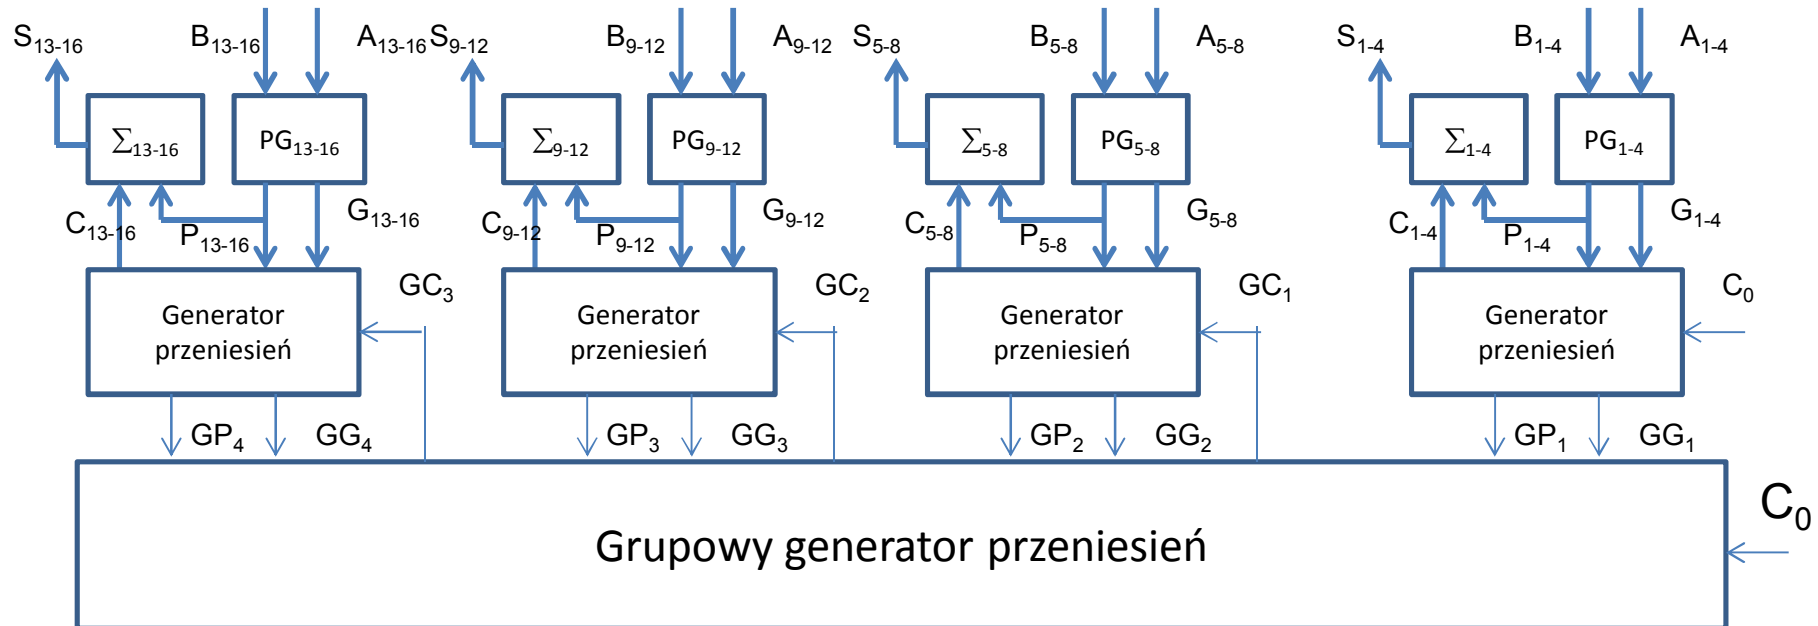 S13-16 B13-16 A13-16 S9-12 B9-12 A9-12 S5-8 B5-8 A5-8 S1-4 B1-4 A1-4
∑13-16 PG13-16 ∑9-12 PG9-12 ∑5-8 PG5-8 ∑1-4 PG1-4
C13-16 P13-16 G13-16 C9-12 P9-12 G9-12 C5-8 P5-8 G5-8 C1-4 P1-4 G1-4
GC3 GC2 GC1 C0
Generator Generator Generator Generator
przeniesień przeniesień przeniesień przeniesień
GP4 GG4 GP3 GG3 GP2 GG2 GP1 GG1
C0
Grupowy generator przeniesień